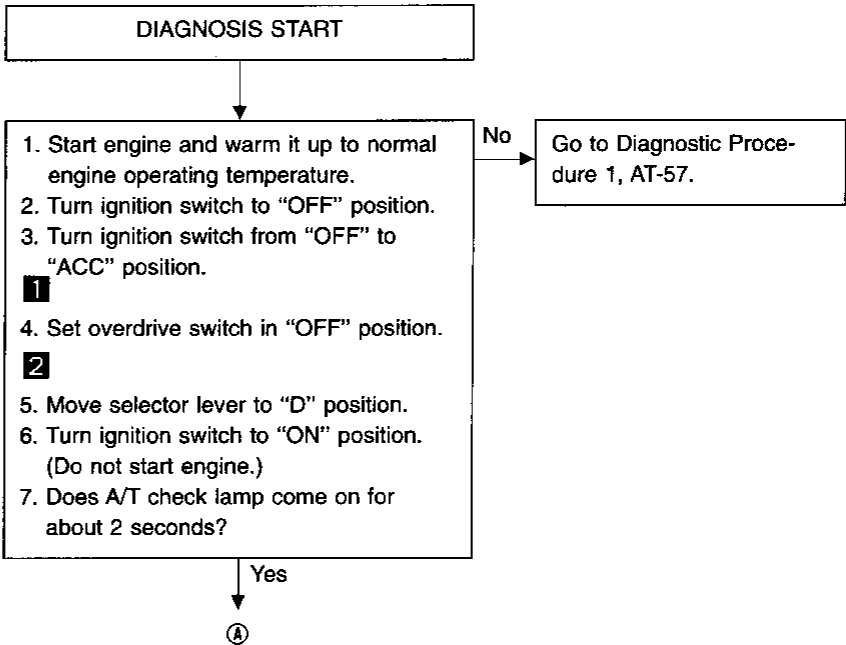 DIAGNOSIS START
1. Start engine and warm it up to normal
engine operating temperature.
2. Turn ignition switch to “OFF” position.
3. Turn ignition switch from “OFF” to
“ACC” position.
1
4. Set overdrive switch in “OFF” position.
2
5. Move selector lever to “D” position.
6. Turn ignition switch to “ON” position.
(Do not start engine.)
7. Does A/T check lamp come on for
about 2 seconds?
No
Go to Diagnostic Proce-
dure 1, AT-57.
Yes
Ⓐ